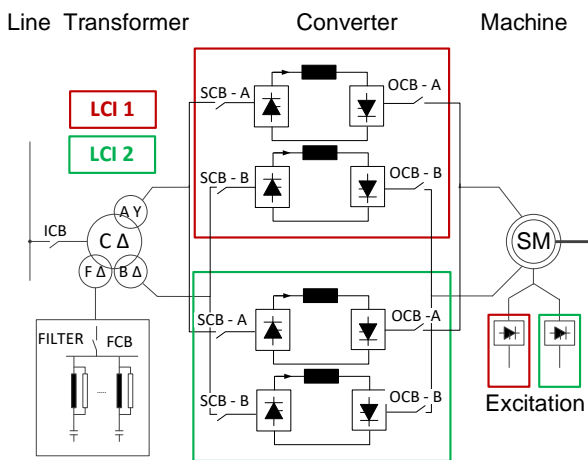 Line Transformer Converter Machine
LCI 1
LCI 2
SCB - A
OCB - A
SCB - B
OCB - B
ICB
A Y
C Δ
F Δ
B Δ
SM
SCB - A
OCB-A
SCB - B
OCB - B
FILTER
FCB
Excitation